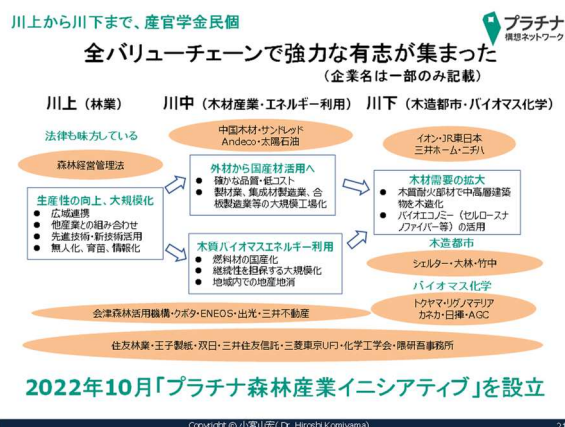 川上から川下まで、産官学金民個
プラチナ
構想ネットワーク
全バリューチェーンで強力な有志が集まった
(企業名は一部のみ記載)
川上(林業)
川中(木材産業・エネルギー利用)
川下(木造都市・バイオマス化学)
法律も味方している
森林経営管理法
中国木材・サンドレッド
Andeco・太陽石油
イオン・JR東日本
三井ホーム・ニチハ
生産性の向上、大規模化
● 広域連携
● 他産業との組み合わせ
● 先進技術・新技術活用
● 無人化、育苗、情報化
外材から国産材活用へ
● 確かな品質・低コスト
● 製材業、集成材製造業、合
板製造業等の大規模工場化
木質バイオマスエネルギー利用
● 燃料材の国産化
● 継続性を担保する大規模化
● 地域内での地産地消
木材需要の拡大
● 木質耐火部材で中高層建築
物を木造化
● バイオエコノミー(セルロースナ
ノファイバー等)の活用
木造都市
シェルター・大林・竹中
バイオマス化学
トクヤマ・リグノマテリア
カネカ・日揮・AGC
会津森林活用機構・クボタ・ENEOS・出光・三井不動産
住友林業・王子製紙・双日・三井住友信託・三菱東京UFJ・化学工学会・隈研吾事務所
2022年10月「プラチナ森林産業イニシアティブ」を設立
Copyright © 小宮山宏( Dr. Hiroshi Komiyama)